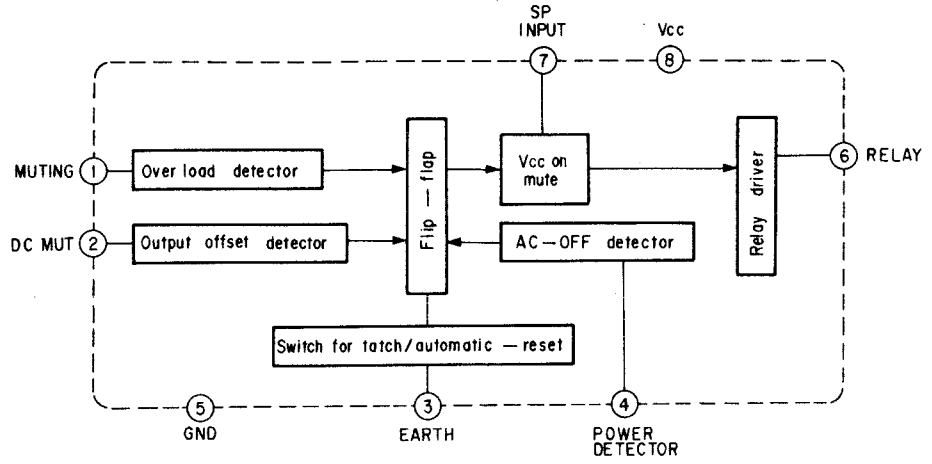 SP
INPUT
Vcc
7
8
MUTING
1
Over load detector
Flip — flap
Vcc on
mute
Relay driver
6
RELAY
DC MUT
2
Output offset detector
AC — OFF detector
Switch for tatch/automatic — reset
5
GND
3
EARTH
4
POWER
DETECTOR